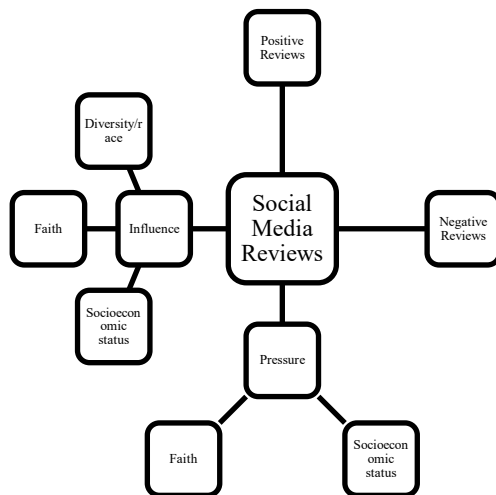 Positive
Reviews
Diversity/r
ace
Social
Media
Reviews
Faith
Influence
Negative
Reviews
Socioecon
omic
status
Pressure
Faith
Socioecon
omic
status